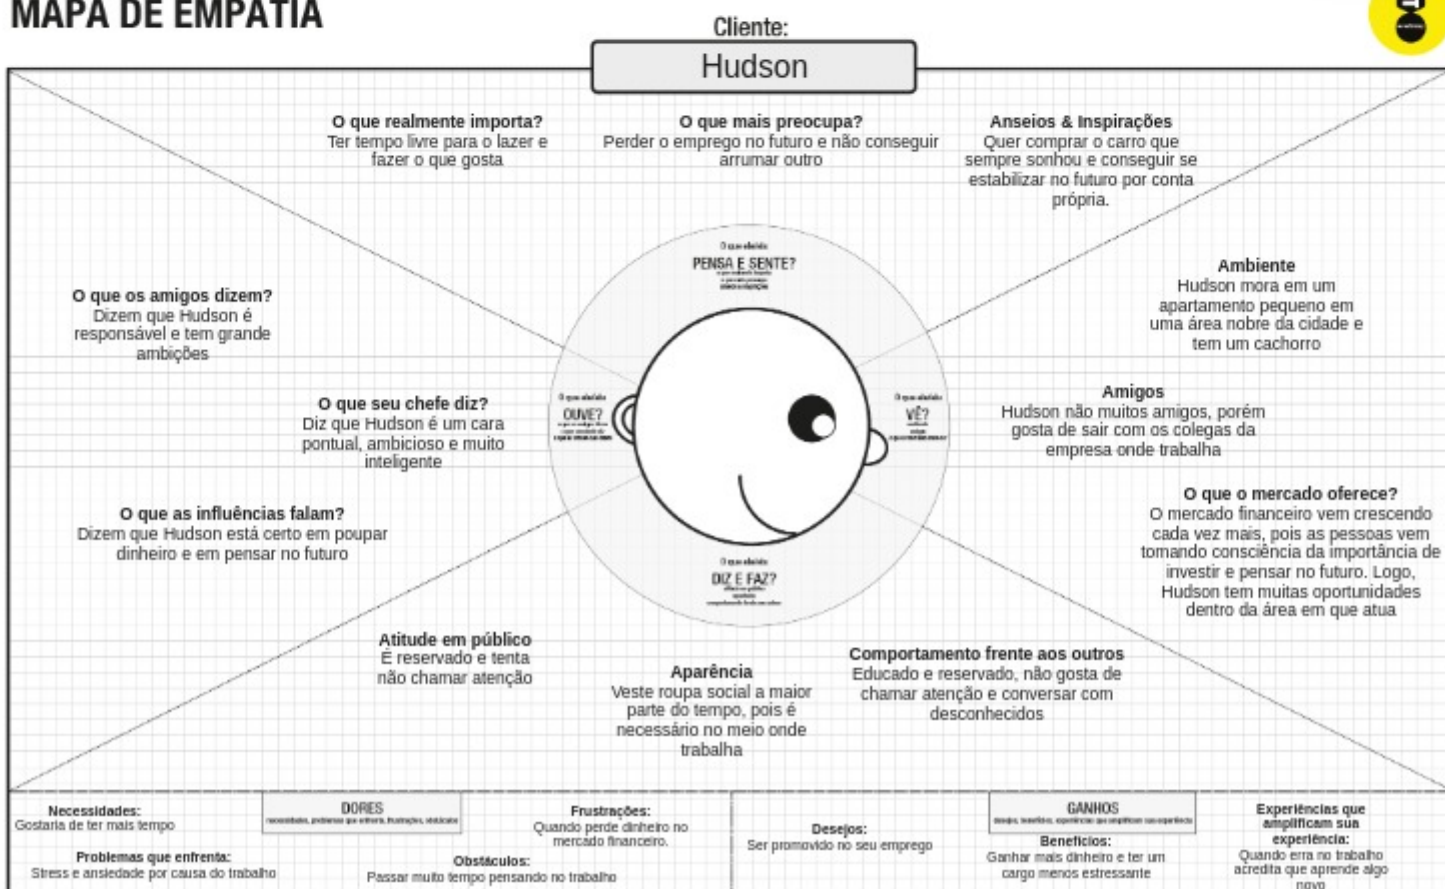 MAPA DE EMPATIA
Cliente:
Hudson
O que realmente importa?
Ter tempo livre para o lazer e
fazer o que gosta
O que mais preocupa?
Perder o emprego no futuro e não conseguir
arrumar outro
Anseios & Inspirações
Quer comprar o carro que
sempre sonhou e conseguir se
estabilizar no futuro por conta
própria.
PENSA E SENTE?
O que os amigos dizem?
Dizem que Hudson é
responsável e tem grande
ambições
O que seu chefe diz?
Diz que Hudson é um cara
pontual, ambicioso e muito
inteligente
O que as influências falam?
Dizem que Hudson está certo em poupar
dinheiro e em pensar no futuro
OUVE?
VÊ?
Ambiente
Hudson mora em um
apartamento pequeno em
uma área nobre da cidade e
tem um cachorro
Amigos
Hudson não muitos amigos, porém
gosta de sair com os colegas da
empresa onde trabalha
O que o mercado oferece?
O mercado financeiro vem crescendo
cada vez mais, pois as pessoas vem
tomando consciência da importância de
investir e pensar no futuro. Logo,
Hudson tem muitas oportunidades
dentro da área em que atua
DIZ E FAZ?
Atitude em público
É reservado e tenta
não chamar atenção
Aparência
Veste roupa social a maior
parte do tempo, pois é
necessário no meio onde
trabalha
Comportamento frente aos outros
Educado e reservado, não gosta de
chamar atenção e conversar com
desconhecidos
DORES
Necessidades:
Gostaria de ter mais tempo
Problemas que enfrenta:
Stress e ansiedade por causa do trabalho
Frustrações:
Quando perde dinheiro no
mercado financeiro.
Obstáculos:
Passar muito tempo pensando no trabalho
GANHOS
Desejos:
Ser promovido no seu emprego
Benefícios:
Ganhar mais dinheiro e ter um
cargo menos estressante
Experiências que
amplificam sua
experiência:
Quando erra no trabalho
acredita que aprende algo
novo